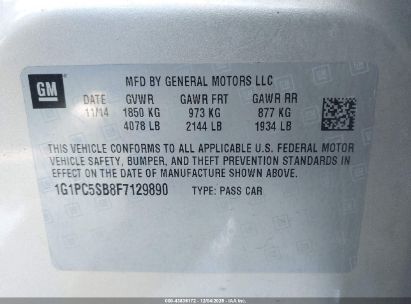 GM
MFD BY GENERAL MOTORS LLC
DATE GVWR GAWR FRT GAWR RR
11/14 1850 KG 973 KG 877 KG
4078 LB 2144 LB 1934 LB
THIS VEHICLE CONFORMS TO ALL APPLICABLE U.S. FEDERAL MOTOR
VEHICLE SAFETY, BUMPER, AND THEFT PREVENTION STANDARDS IN
EFFECT ON THE DATE OF MANUFACTURE SHOWN ABOVE.
1G1PC5SB8F7129890 TYPE: PASS CAR